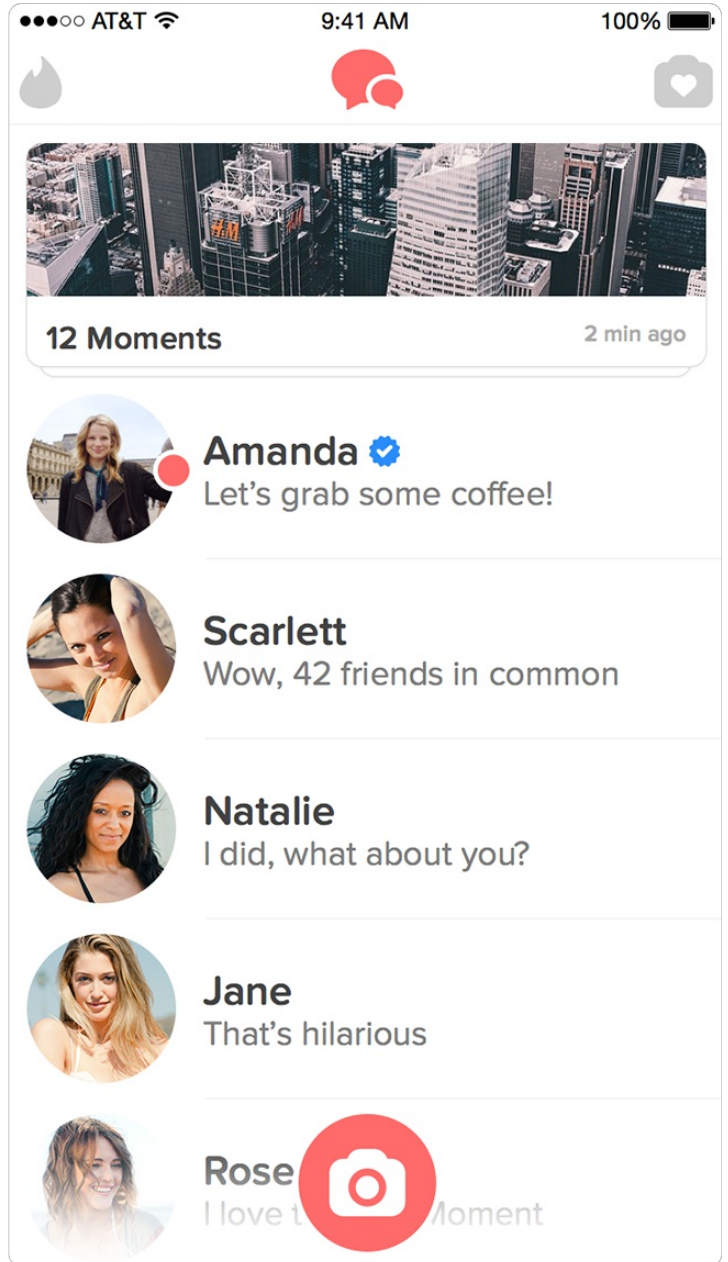 AT&T 9:41 AM 100%
H&M
12 Moments 2 min ago
Amanda
Let's grab some coffee!
Scarlett
Wow, 42 friends in common
Natalie
I did, what about you?
Jane
That's hilarious
Rose
I love t Moment